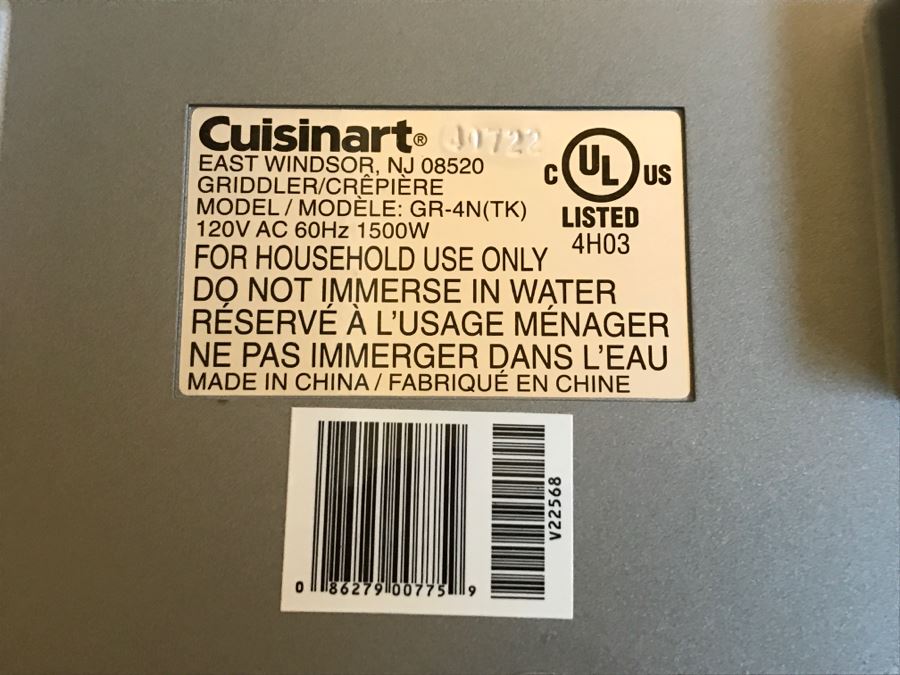 Cuisinart®
EAST WINDSOR, NJ 08520
GRIDDLER/CRÊPIÈRE
MODEL / MODÈLE: GR-4N(TK)
120V AC 60Hz 1500W
C UL® US
LISTED
4H03
FOR HOUSEHOLD USE ONLY
DO NOT IMMERSE IN WATER
RÉSERVÉ À L'USAGE MÉNAGER
NE PAS IMMERGER DANS L'EAU
MADE IN CHINA / FABRIQUÉ EN CHINE
0 86279 00775 9
V22568